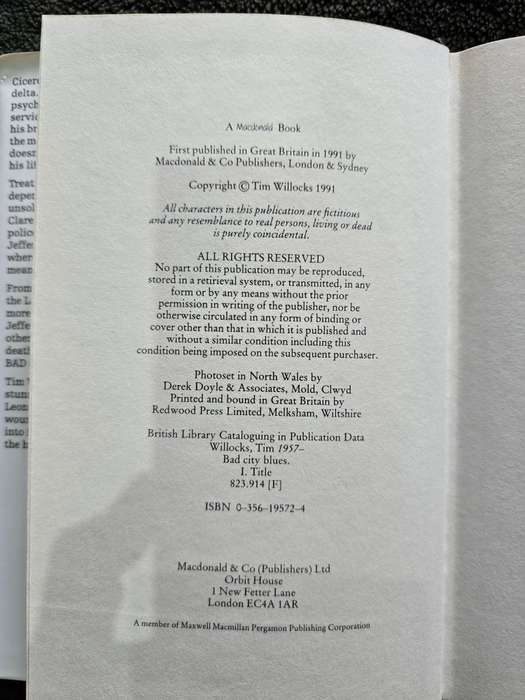 Cicer
delta.
psych
servic
his br
the m
doesn
his lif
Treat
deper
unsol
Clare
polic
Jeffe
wher
mean
From
the L
more
Jeffe
other
deatl
BAD
Tim
stun
Leon
wou
into
the h
A Macdonald Book
First published in Great Britain in 1991 by
Macdonald & Co Publishers, London & Sydney
Copyright © Tim Willocks 1991
All characters in this publication are fictitious
and any resemblance to real persons, living or dead
is purely coincidental.
ALL RIGHTS RESERVED
No part of this publication may be reproduced,
stored in a retirieval system, or transmitted, in any
form or by any means without the prior
permission in writing of the publisher, nor be
otherwise circulated in any form of binding or
cover other than that in which it is published and
without a similar condition including this
condition being imposed on the subsequent purchaser.
Photoset in North Wales by
Derek Doyle & Associates, Mold, Clwyd
Printed and bound in Great Britain by
Redwood Press Limited, Melksham, Wiltshire
British Library Cataloguing in Publication Data
Willocks, Tim 1957–
Bad city blues.
I. Title
823.914 [F]
ISBN 0–356–19572–4
Macdonald & Co (Publishers) Ltd
Orbit House
1 New Fetter Lane
London EC4A 1AR
A member of Maxwell Macmillan Pergamon Publishing Corporation